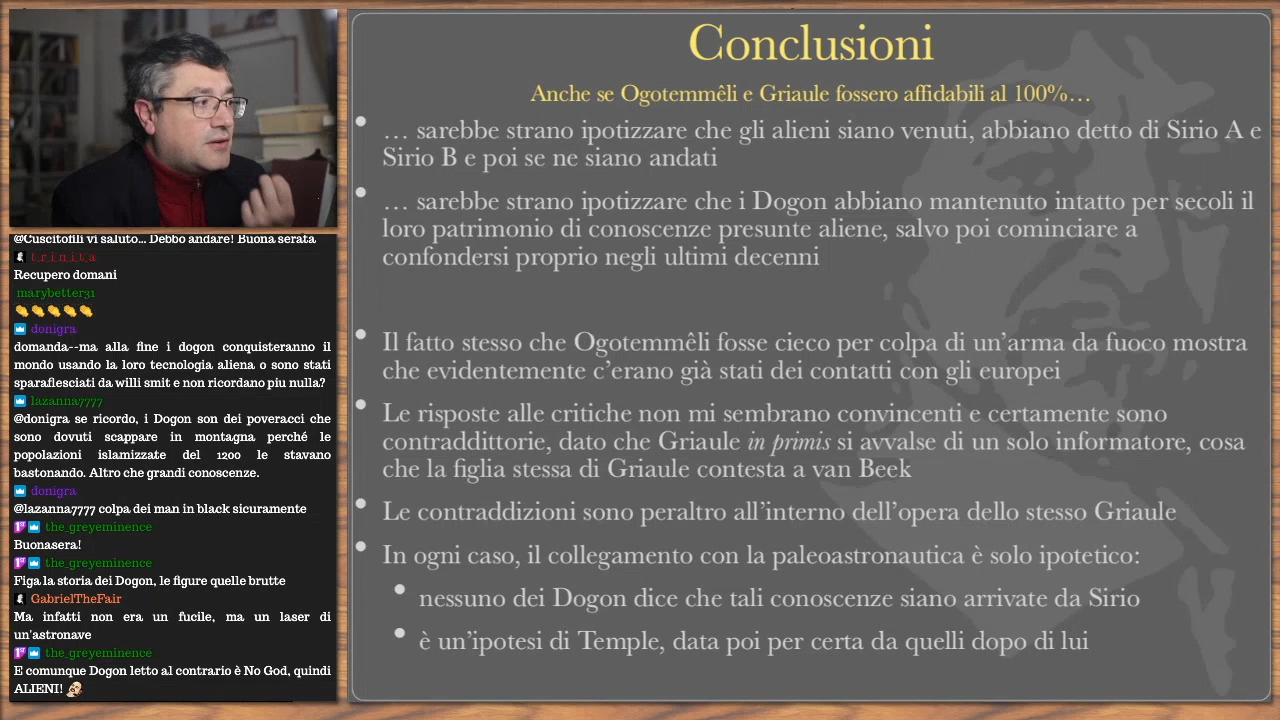 Conclusioni
Anche se Ogotemmêli e Griaule fossero affidabili al 100%…
… sarebbe strano ipotizzare che gli alieni siano venuti, abbiano detto di Sirio A e
Sirio B e poi se ne siano andati
… sarebbe strano ipotizzare che i Dogon abbiano mantenuto intatto per secoli il
loro patrimonio di conoscenze presunte aliene, salvo poi cominciare a
confondersi proprio negli ultimi decenni
Il fatto stesso che Ogotemmêli fosse cieco per colpa di un’arma da fuoco mostra
che evidentemente c’erano già stati dei contatti con gli europei
Le risposte alle critiche non mi sembrano convincenti e certamente sono
contraddittorie, dato che Griaule in primis si avvalse di un solo informatore, cosa
che la figlia stessa di Griaule contesta a van Beek
Le contraddizioni sono peraltro all’interno dell’opera dello stesso Griaule
In ogni caso, il collegamento con la paleoastronautica è solo ipotetico:
nessuno dei Dogon dice che tali conoscenze siano arrivate da Sirio
è un’ipotesi di Temple, data poi per certa da quelli dopo di lui
@Cuscitofili vi saluto... Debbo andare! Buona serata
t_r_i_n_i_t_a
Recupero domani
marybetter31
👏👏👏👏👏
donigra
domanda--ma alla fine i dogon conquisteranno il
mondo usando la loro tecnologia aliena o sono stati
sparaflesciati da willi smit e non ricordano piu nulla?
lazanna7777
@donigra se ricordo, i Dogon son dei poveracci che
sono dovuti scappare in montagna perché le
popolazioni islamizzate del 1200 le stavano
bastonando. Altro che grandi conoscenze.
donigra
@lazanna7777 colpa dei man in black sicuramente
the_greyeminence
Buonasera!
the_greyeminence
Figa la storia dei Dogon, le figure quelle brutte
GabrielTheFair
Ma infatti non era un fucile, ma un laser di
un'astronave
the_greyeminence
E comunque Dogon letto al contrario è No God, quindi
ALIENI!